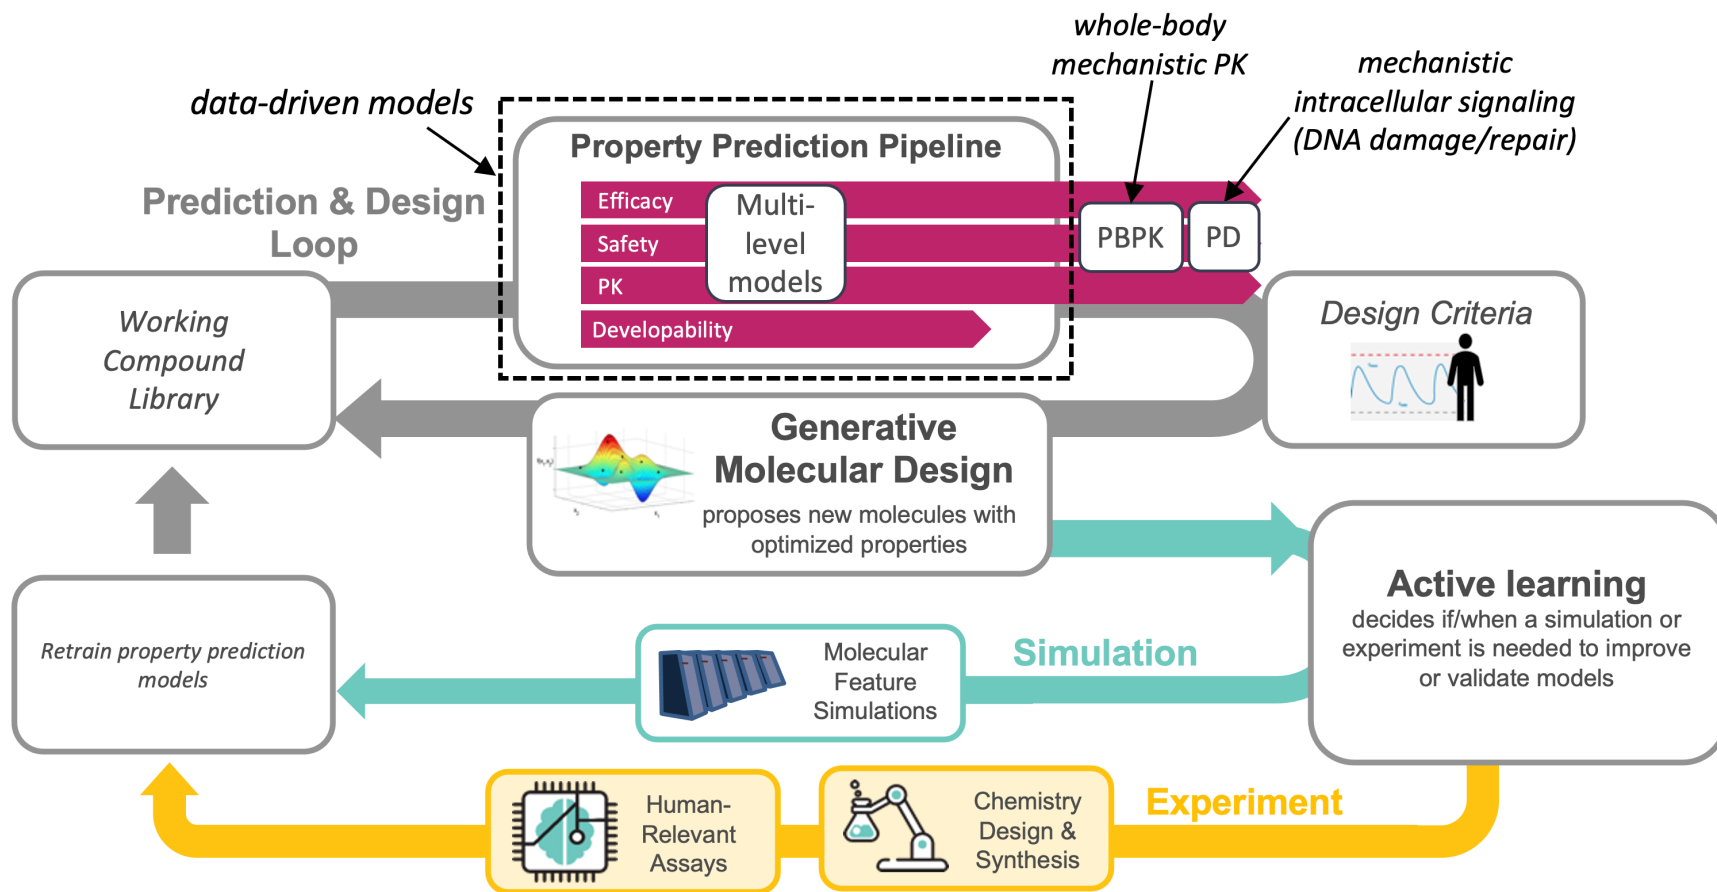 whole-body
mechanistic PK
mechanistic
intracellular signaling
(DNA damage/repair)
data-driven models
Property Prediction Pipeline
Prediction & Design
Loop
Efficacy
Safety
PK
Developability
Multi-
level
models
PBPK
PD
Working
Compound
Library
Design Criteria
Generative
Molecular Design
proposes new molecules with
optimized properties
Active learning
decides if/when a simulation or
experiment is needed to improve
or validate models
Retrain property prediction
models
Molecular
Feature
Simulations
Simulation
Human-
Relevant
Assays
Chemistry
Design &
Synthesis
Experiment